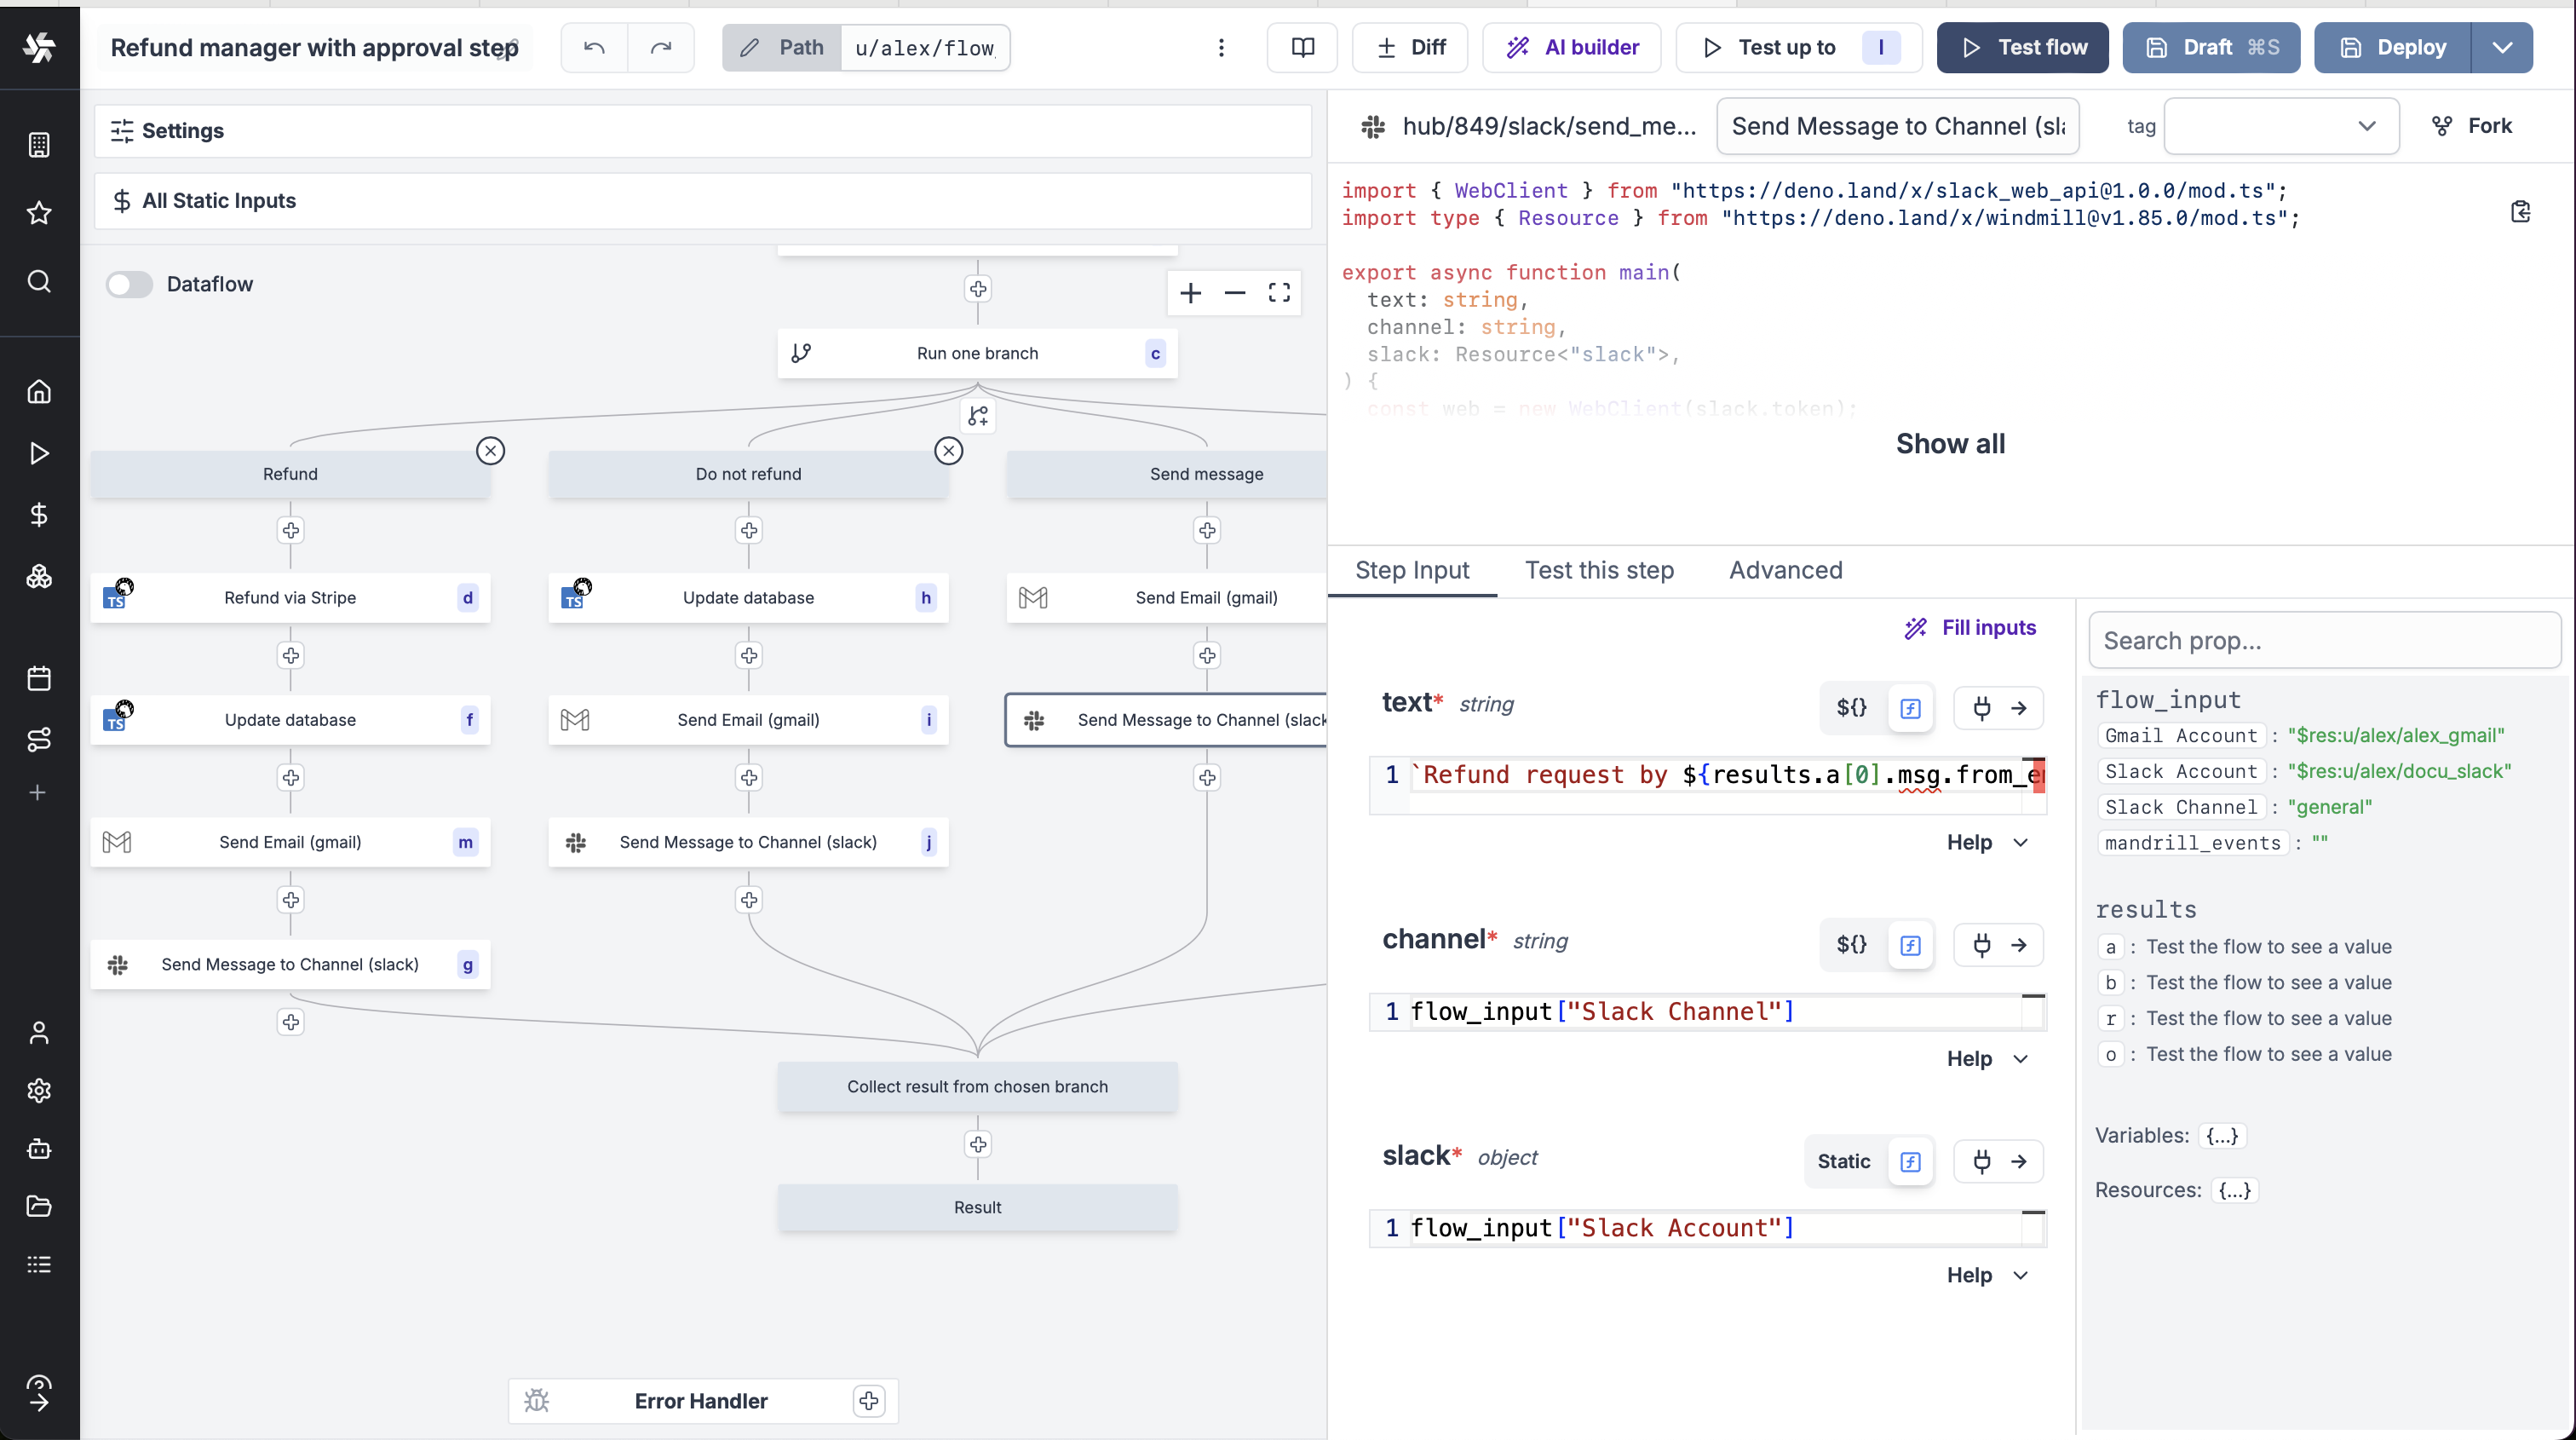 Refund manager with approval step
Path
u/alex/flow
Diff
AI builder
Test up to
l
Test flow
Draft ⌘S
Deploy
Settings
All Static Inputs
Dataflow
Run one branch
c
Refund
Do not refund
Send message
TS
Refund via Stripe
d
TS
Update database
h
Send Email (gmail)
TS
Update database
f
Send Email (gmail)
i
Send Message to Channel (slack
Send Email (gmail)
m
Send Message to Channel (slack)
j
Send Message to Channel (slack)
g
Collect result from chosen branch
Result
Error Handler
hub/849/slack/send_me...
Send Message to Channel (sla
tag
Fork
import { WebClient } from "https://deno.land/x/slack_web_api@1.0.0/mod.ts";
import type { Resource } from "https://deno.land/x/windmill@v1.85.0/mod.ts";
export async function main(
text: string,
channel: string,
slack: Resource<"slack">,
) {
const web = new WebClient(slack.token);
Show all
Step Input
Test this step
Advanced
Fill inputs
text* string
${}
1 `Refund request by ${results.a[0].msg.from_e
Help
channel* string
${}
1 flow_input["Slack Channel"]
Help
slack* object
Static
1 flow_input["Slack Account"]
Help
Search prop...
flow_input
Gmail Account : "$res:u/alex/alex_gmail"
Slack Account : "$res:u/alex/docu_slack"
Slack Channel : "general"
mandrill_events : ""
results
a : Test the flow to see a value
b : Test the flow to see a value
r : Test the flow to see a value
o : Test the flow to see a value
Variables: {...}
Resources: {...}